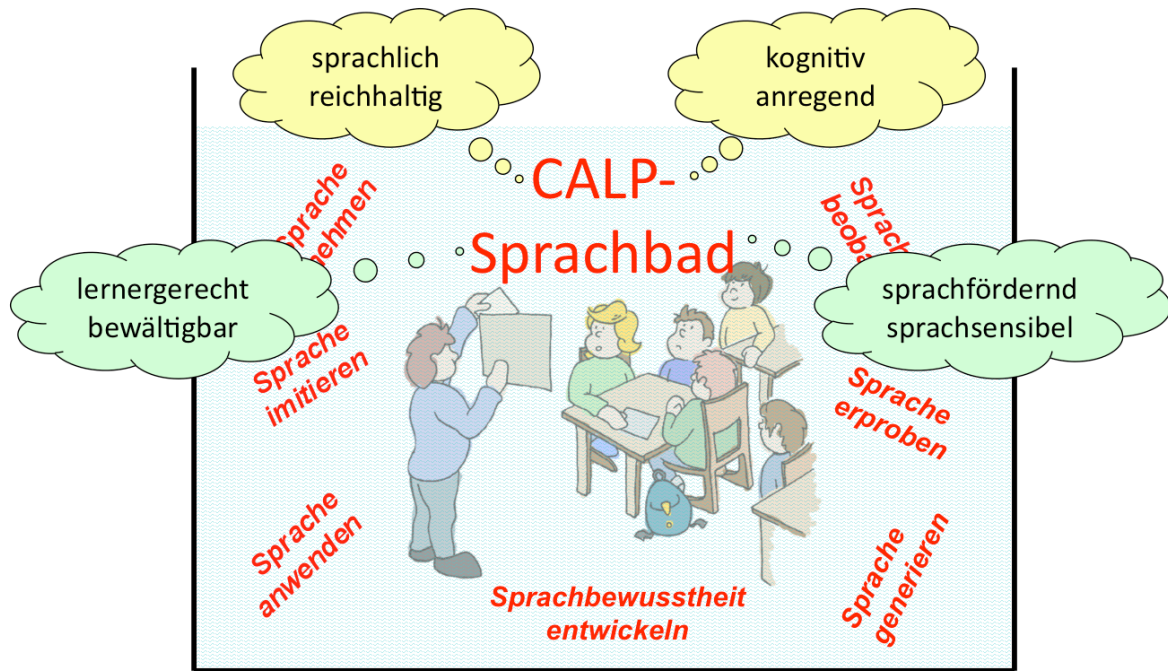 sprachlich
reichhaltig
kognitiv
anregend
CALP-
Sprachbad
Sprache
lernergerecht
bewältigbar
sprachfördernd
sprachsensibel
Sprache
imitieren
Sprache
erproben
Sprache
anwenden
Sprache
generieren
Sprachbewusstheit
entwickeln